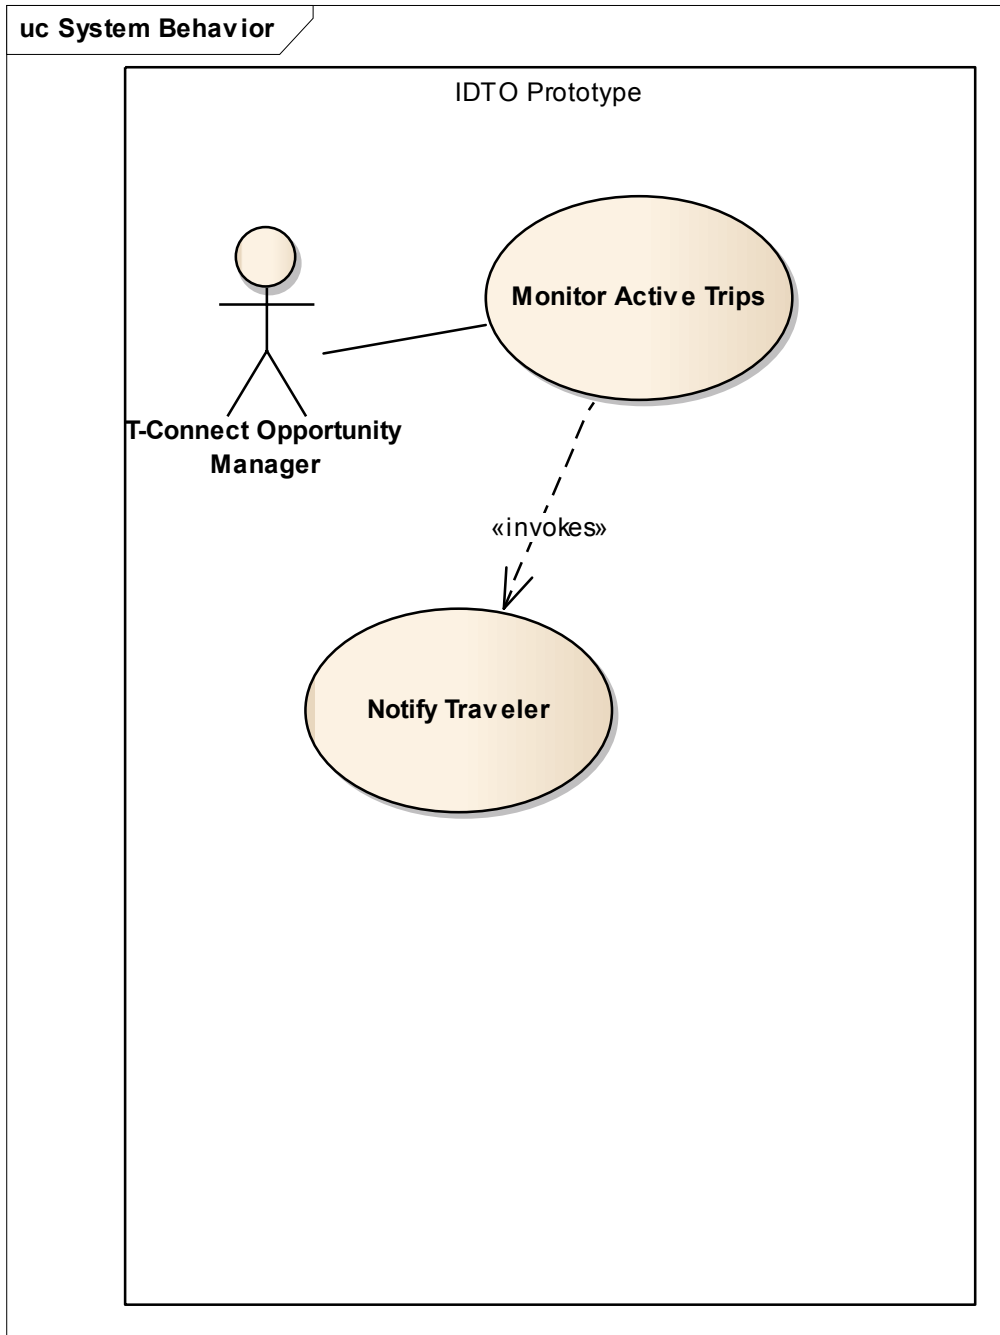 uc System Behavior
IDTO Prototype
Monitor Active Trips
T-Connect Opportunity
Manager
«invokes»
Notify Traveler